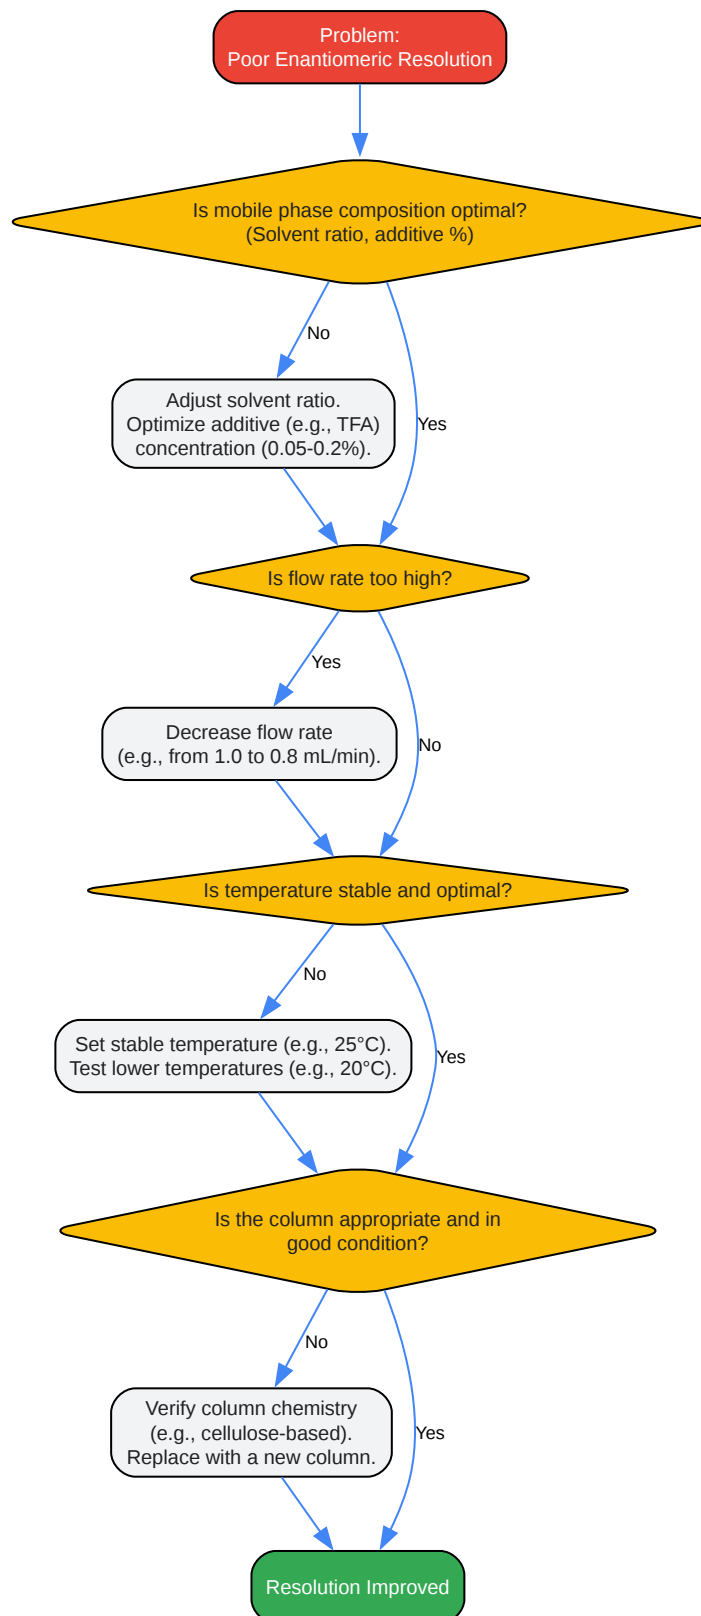 Problem:
Poor Enantiomeric Resolution
Is mobile phase composition optimal?
(Solvent ratio, additive %)
No
Adjust solvent ratio.
Optimize additive (e.g., TFA)
concentration (0.05-0.2%).
Yes
Is flow rate too high?
Yes
Decrease flow rate
(e.g., from 1.0 to 0.8 mL/min).
No
Is temperature stable and optimal?
No
Set stable temperature (e.g., 25°C).
Test lower temperatures (e.g., 20°C).
Yes
Is the column appropriate and in
good condition?
No
Verify column chemistry
(e.g., cellulose-based).
Replace with a new column.
Yes
Resolution Improved